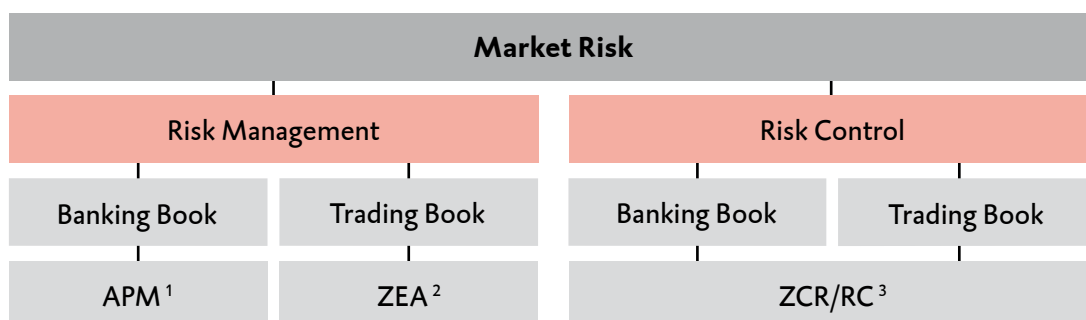 Market Risk
Risk Management
Risk Control
Banking Book
Trading Book
Banking Book
Trading Book
APM ¹
ZEA ²
ZCR/RC ³